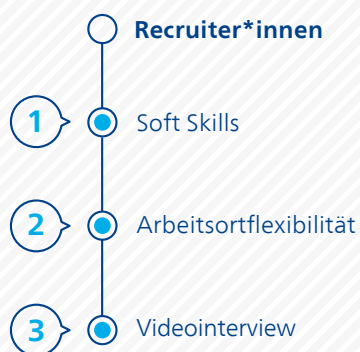 Recruiter*innen
1 Soft Skills
2 Arbeitsortflexibilität
3 Videointerview